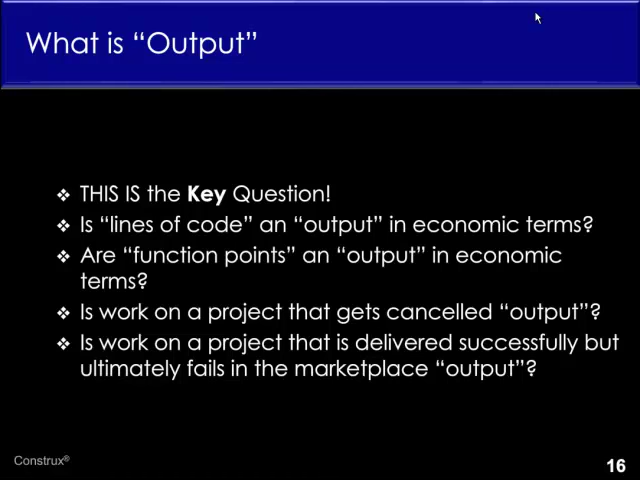 What is “Output”
❖ THIS IS the Key Question!
❖ Is “lines of code” an “output” in economic terms?
❖ Are “function points” an “output” in economic
terms?
❖ Is work on a project that gets cancelled “output”?
❖ Is work on a project that is delivered successfully but
ultimately fails in the marketplace “output”?
Construx®
16